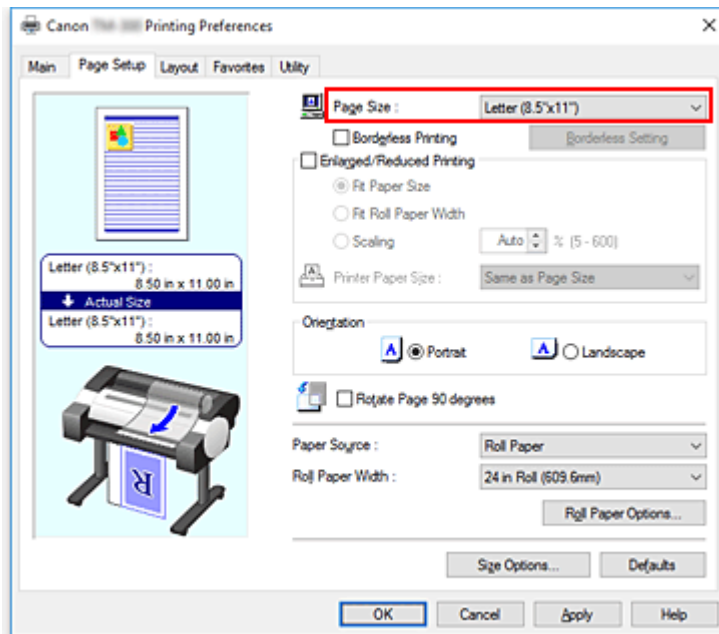 Canon Printing Preferences
Main Page Setup Layout Favorites Utility
Page Size : Letter (8.5"x11")
Borderless Printing Borderless Setting
Enlarged/Reduced Printing
Fit Paper Size
Fit Roll Paper Width
Scaling Auto % (5 - 600)
Printer Paper Size : Same as Page Size
Letter (8.5"x11") :
8.50 in x 11.00 in
Actual Size
Letter (8.5"x11") :
8.50 in x 11.00 in
Orientation
A Portrait A Landscape
Rotate Page 90 degrees
Paper Source : Roll Paper
Roll Paper Width : 24 in Roll (609.6mm)
R
Roll Paper Options...
Size Options... Defaults
OK Cancel Apply Help